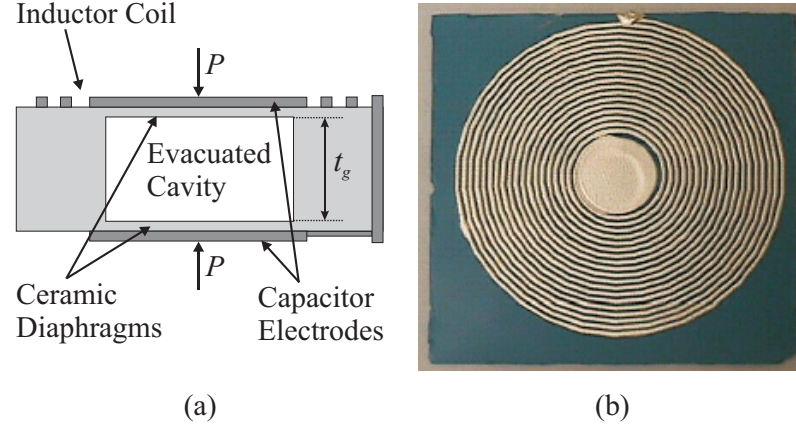 Inductor Coil
P
Evacuated
Cavity
t_g
P
Ceramic
Diaphragms
Capacitor
Electrodes
(a)
(b)